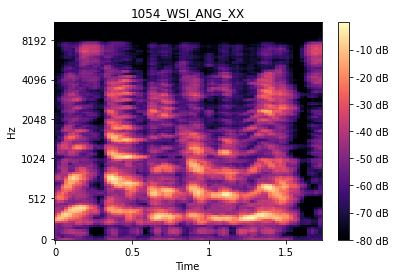 1054_WSI_ANG_XX
8192
4096
2048
1024
512
0
Hz
0
0.5
1
1.5
Time
-10 dB
-20 dB
-30 dB
-40 dB
-50 dB
-60 dB
-70 dB
-80 dB